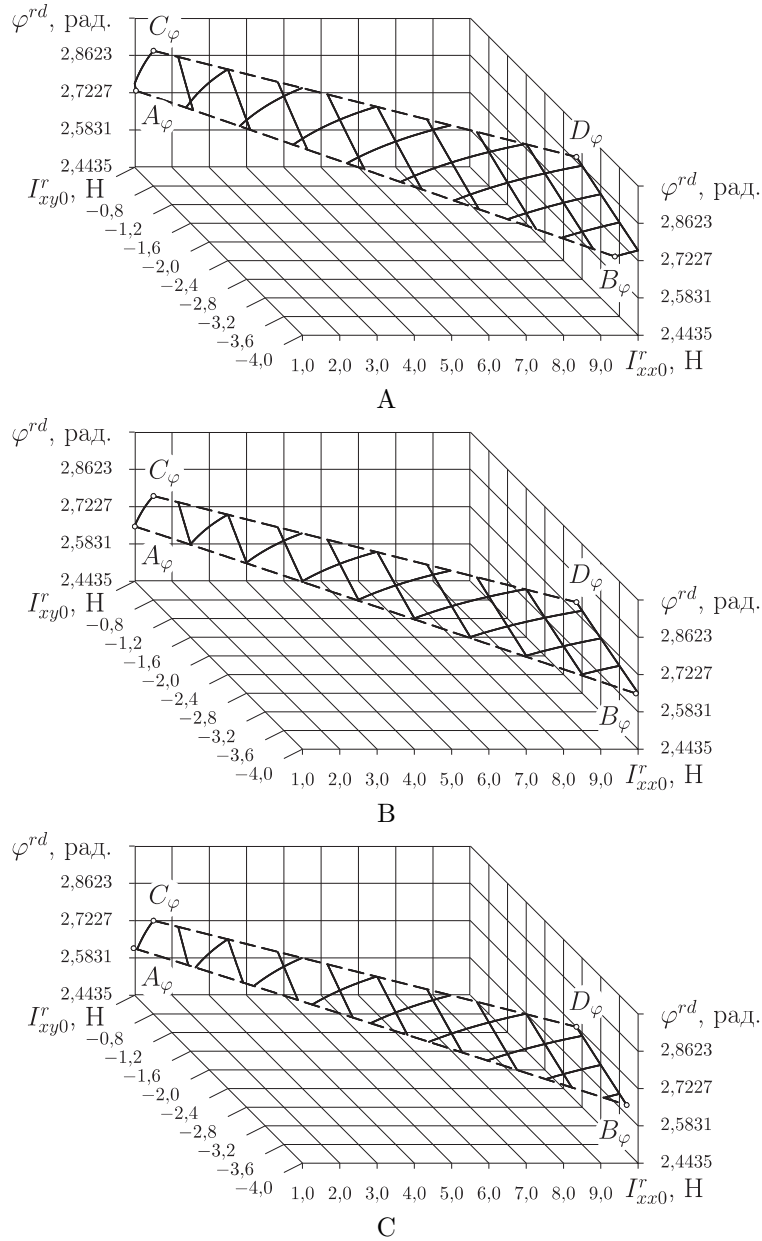 φ^{rd}, рад.
C_φ
2,8623
2,7227
A_φ
2,5831
D_φ
2,4435
I^r_{xy0}, Н
φ^{rd}, рад.
−0,8
2,8623
−1,2
−1,6
2,7227
−2,0
B_φ
−2,4
2,5831
−2,8
−3,2
2,4435
−3,6
−4,0
1,0 2,0 3,0 4,0 5,0 6,0 7,0 8,0 9,0 I^r_{xx0}, Н
A
φ^{rd}, рад.
C_φ
2,8623
2,7227
2,5831
A_φ
D_φ
2,4435
I^r_{xy0}, Н
φ^{rd}, рад.
−0,8
2,8623
−1,2
−1,6
2,7227
−2,0
−2,4
B_φ
2,5831
−2,8
−3,2
2,4435
−3,6
−4,0
1,0 2,0 3,0 4,0 5,0 6,0 7,0 8,0 9,0 I^r_{xx0}, Н
B
φ^{rd}, рад.
2,8623
C_φ
2,7227
2,5831
A_φ
2,4435
D_φ
I^r_{xy0}, Н
φ^{rd}, рад.
−0,8
2,8623
−1,2
−1,6
2,7227
−2,0
−2,4
B_φ
2,5831
−2,8
−3,2
2,4435
−3,6
−4,0
1,0 2,0 3,0 4,0 5,0 6,0 7,0 8,0 9,0 I^r_{xx0}, Н
C